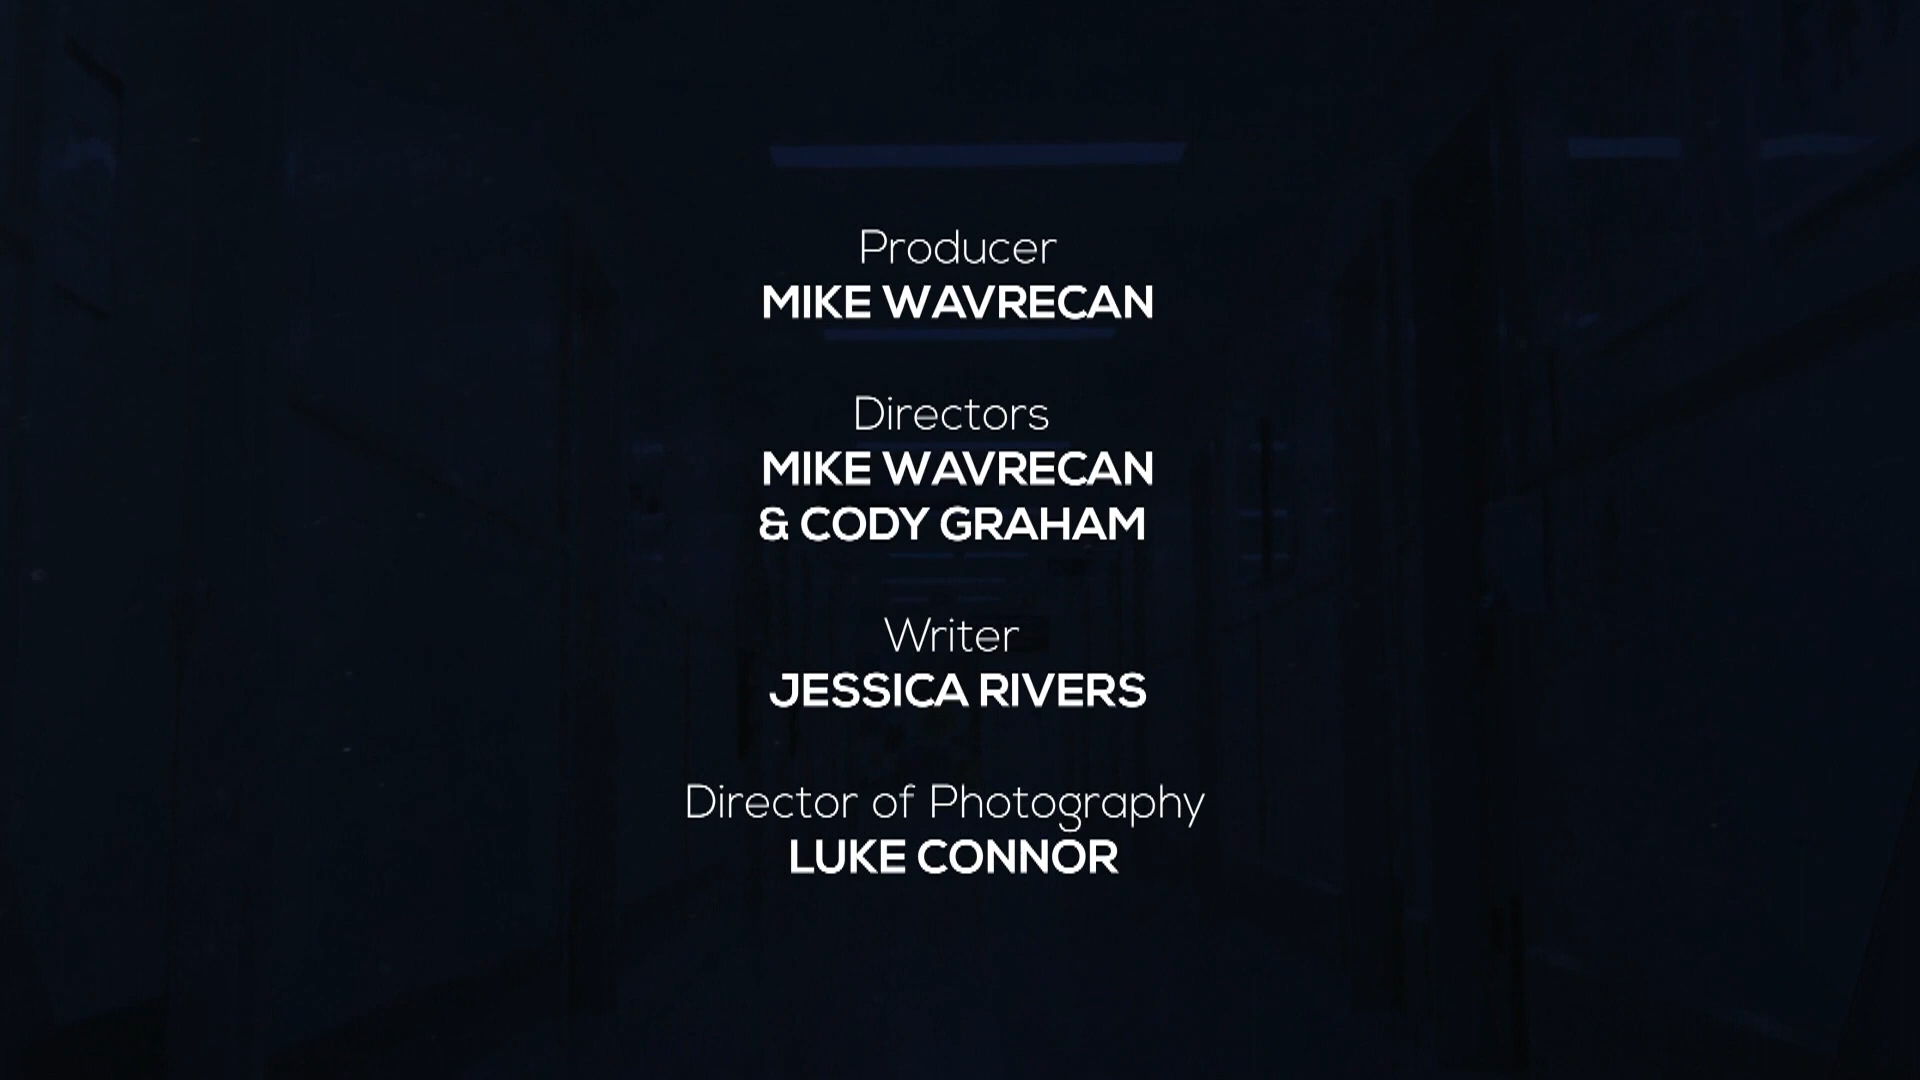 Producer
MIKE WAVRECAN
Directors
MIKE WAVRECAN
& CODY GRAHAM
Writer
JESSICA RIVERS
Director of Photography
LUKE CONNOR